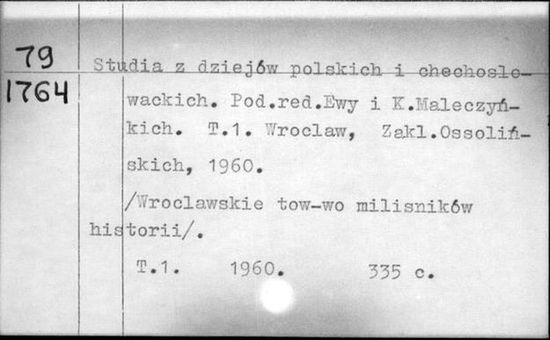 79
1764
Studia z dziejów polskich i chechoslo-
wackich. Pod.red.Ewy i K.Maleczyń-
kich. T.1. Wroclaw, Zakl.Ossoliń-
skich, 1960.
/Wroclawskie tow-wo milisników
historii/.
T.1. 1960. 335 c.